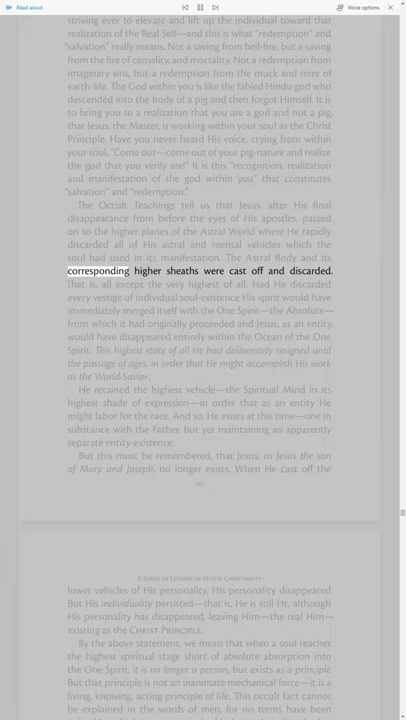 Read aloud
Voice options
striving ever to elevate and lift up the individual toward that
realization of the Real Self—and this is what "redemption" and
"salvation" really means. Not a saving from hell-fire, but a saving
from the fire of carnality, and mortality. Not a redemption from
imaginary sins, but a redemption from the muck and mire of
earth-life. The God within you is like the fabled Hindu god who
descended into the body of a pig and then forgot Himself. It is
to bring you to a realization that you are a god and not a pig,
that Jesus, the Master, is working within your soul as the Christ
Principle. Have you never heard His voice, crying from within
your soul, "Come out—come out of your pig-nature and realize
the god that you verily are!" It is this "recognition, realization
and manifestation of the god within you" that constitutes
"salvation" and "redemption."
The Occult Teachings tell us that Jesus, after His final
disappearance from before the eyes of His apostles, passed
on to the higher planes of the Astral World where He rapidly
discarded all of His astral and mental vehicles which the
soul had used in its manifestation. The Astral Body and its
corresponding higher sheaths were cast off and discarded.
That is, all except the very highest of all. Had He discarded
every vestige of individual soul-existence His spirit would have
immediately merged itself with the One Spirit—the Absolute—
from which it had originally proceeded and Jesus, as an entity,
would have disappeared entirely within the Ocean of the One
Spirit. This highest state of all He had deliberately resigned until
the passage of ages, in order that He might accomplish His work
as the World-Savior.
He retained the highest vehicle—the Spiritual Mind in its
highest shade of expression—in order that as an entity He
might labor for the race. And so, He exists at this time—one in
substance with the Father, but yet maintaining an apparently
separate entity-existence.
But this must be remembered, that Jesus, as Jesus the son
of Mary and Joseph, no longer exists. When He cast off the
A Series of Lessons in Mystic Christianity
lower vehicles of His personality, His personality disappeared.
But His individuality persisted—that is, He is still He, although
His personality has disappeared, leaving Him—the real Him—
existing as the Christ Principle.
By the above statement, we mean that when a soul reaches
the highest spiritual stage short of absolute absorption into
the One Spirit, it is no longer a person, but exists as a principle.
But that principle is not an inanimate mechanical force—it is a
living, knowing, acting principle of life. This occult fact cannot
be explained in the words of men, for no terms have been